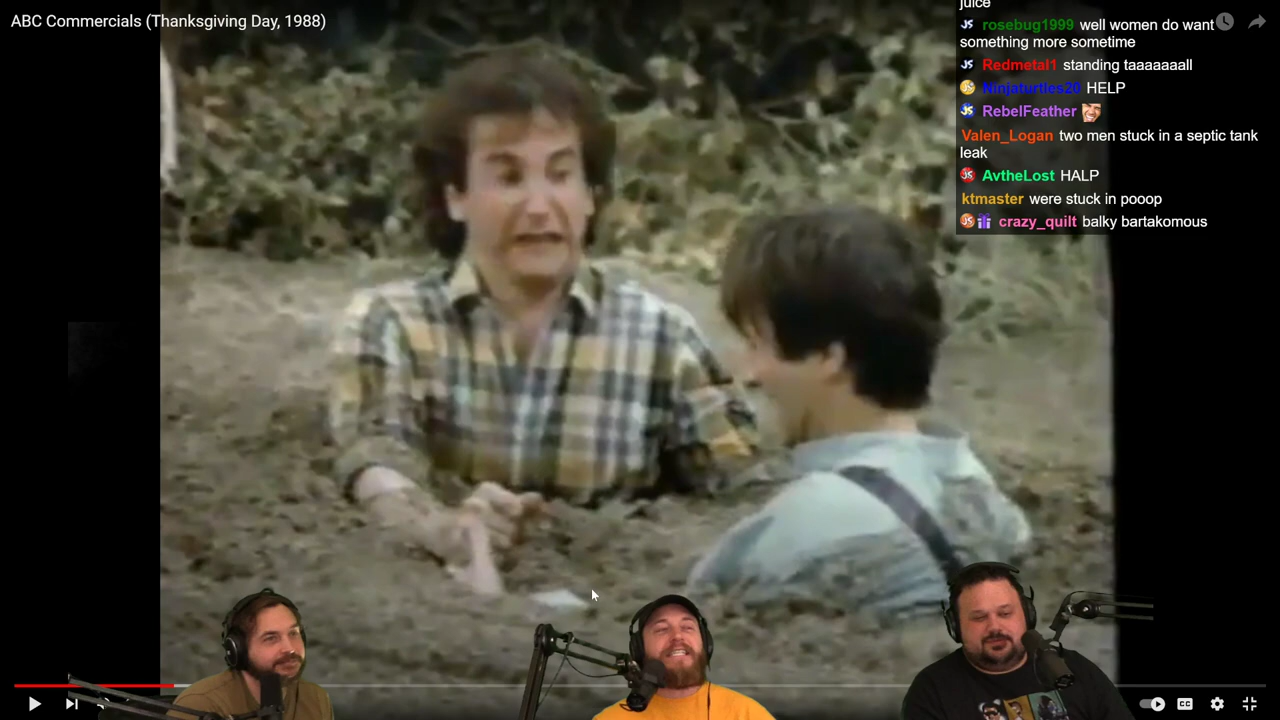 ABC Commercials (Thanksgiving Day, 1988)
juice
rosebug1999 well women do want
something more sometime
Redmetal1 standing taaaaaaall
Ninjaturtles20 HELP
RebelFeather
Valen_Logan two men stuck in a septic tank
leak
AvtheLost HALP
ktmaster were stuck in pooop
crazy_quilt balky bartakomous